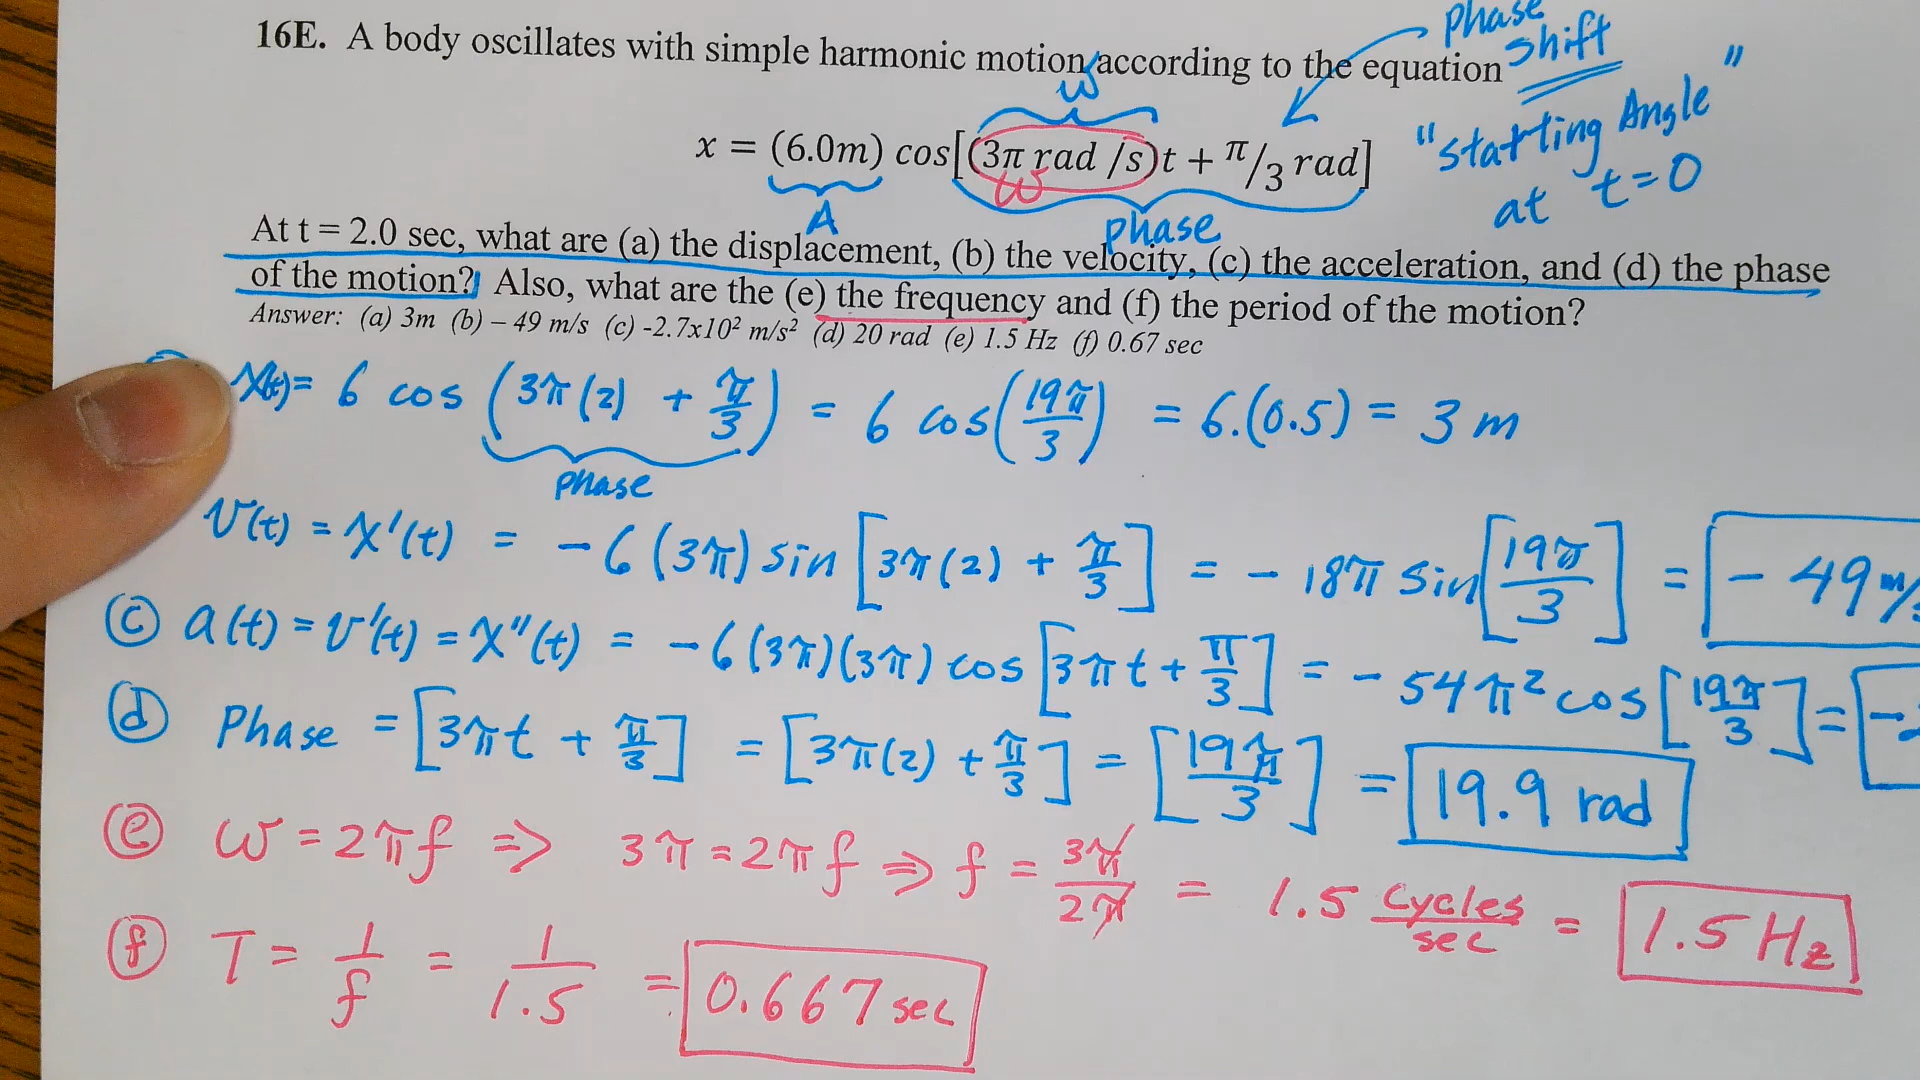 16E. A body oscillates with simple harmonic motion according to the equation
phase shift
"starting Angle" at t=0
ω
x = (6.0m) cos[(3π rad /s)t + π/3 rad]
ω
A
phase
At t = 2.0 sec, what are (a) the displacement, (b) the velocity, (c) the acceleration, and (d) the phase
of the motion? Also, what are the (e) the frequency and (f) the period of the motion?
Answer: (a) 3m (b) – 49 m/s (c) -2.7x10² m/s² (d) 20 rad (e) 1.5 Hz (f) 0.67 sec
x(t)= 6 cos (3π(2) + π/3) = 6 cos(19π/3) = 6.(0.5) = 3 m
phase
v(t) = x'(t) = -6(3π) sin [3π(2) + π/3] = - 18π sin[19π/3] = - 49 m/
(c) a(t) = v'(t) = x"(t) = -6(3π)(3π) cos [3πt + π/3] = - 54π² cos[19π/3] = -
(d) Phase = [3πt + π/3] = [3π(2) + π/3] = [19π/3] = 19.9 rad
(e) ω = 2πf => 3π = 2πf => f = 3π/2π = 1.5 cycles/sec = 1.5 Hz
(f) T = 1/f = 1/1.5 = 0.667 sec